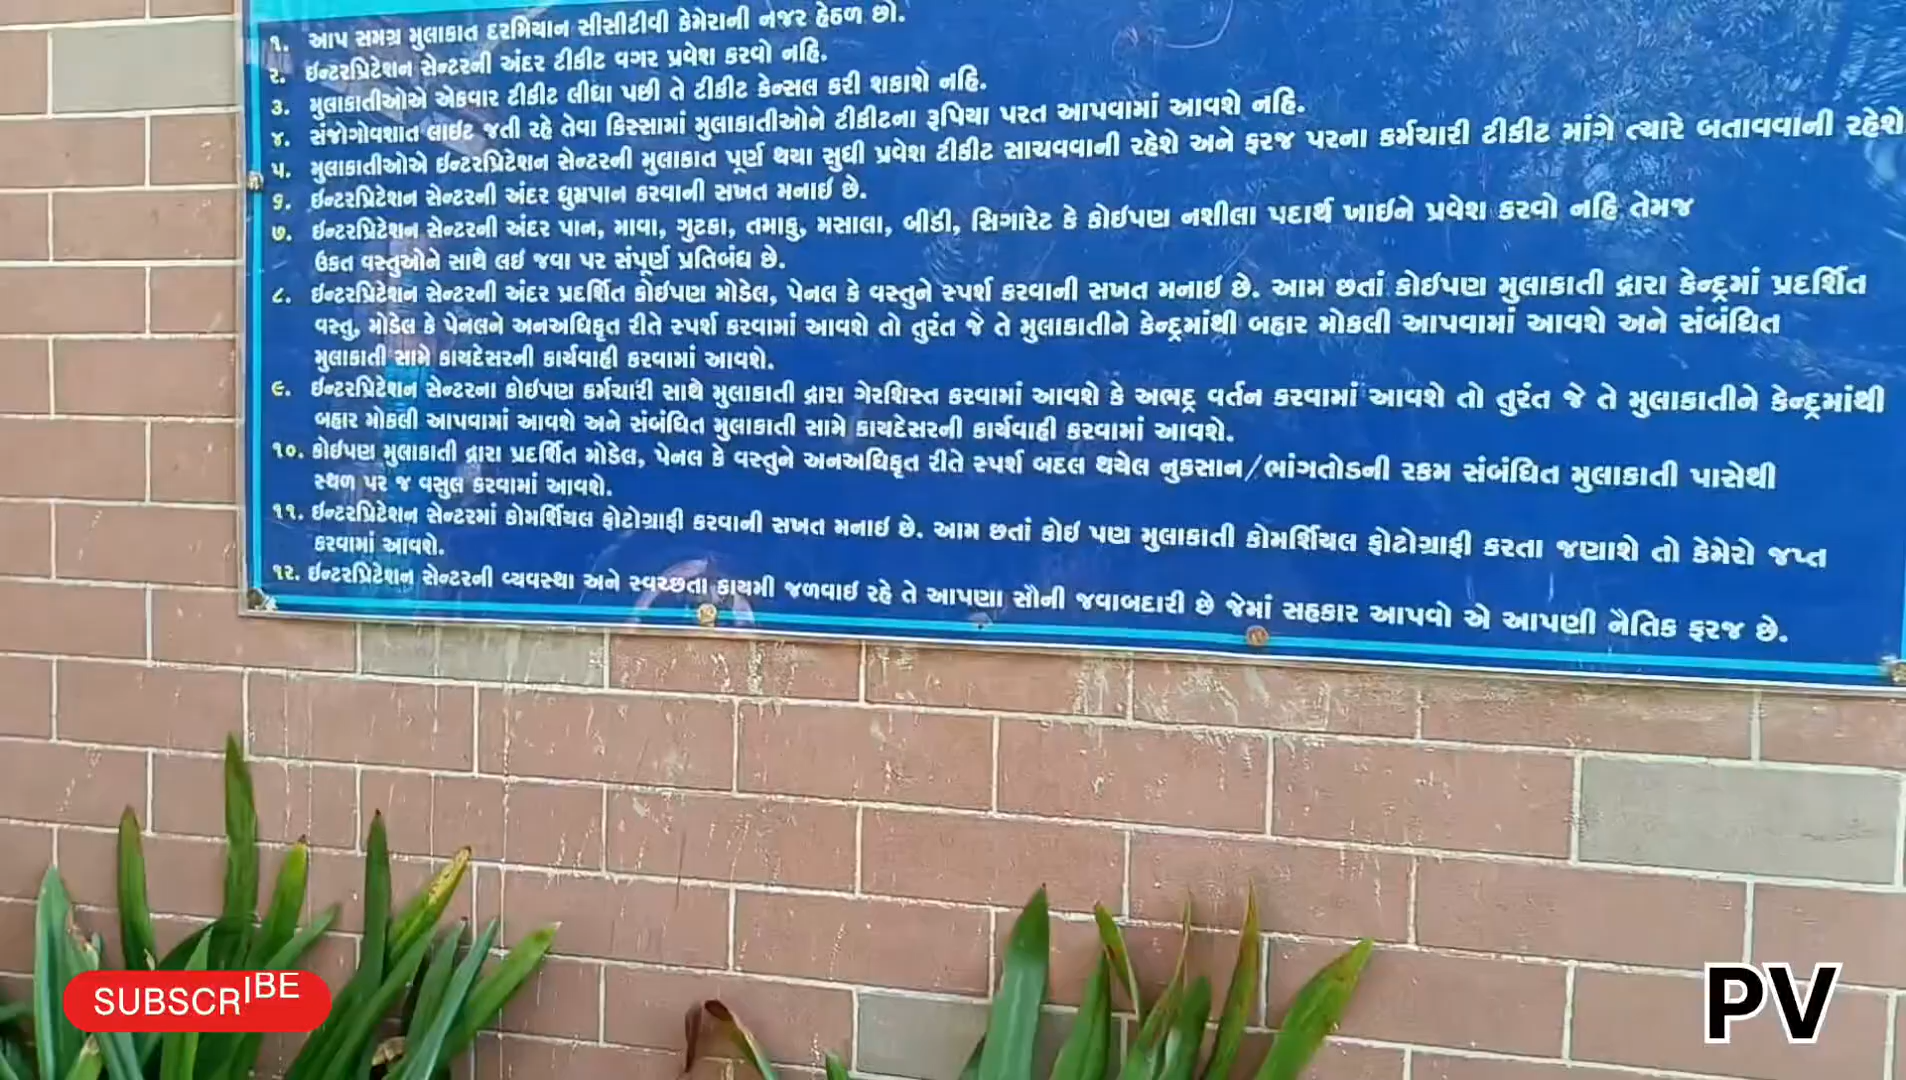 ૧. આપ સમગ્ર મુલાકાત દરમિયાન સીસીટીવી કેમેરાની નજર હેઠળ છો.
૨. ઇન્ટરપ્રિટેશન સેન્ટરની અંદર ટીકીટ વગર પ્રવેશ કરવો નહિ.
૩. મુલાકાતીઓએ એકવાર ટીકીટ લીધા પછી તે ટીકીટ કેન્સલ કરી શકાશે નહિ.
૪. સંજોગોવશાત લાઇટ જતી રહે તેવા કિસ્સામાં મુલાકાતીઓને ટીકીટના રૂપિયા પરત આપવામાં આવશે નહિ.
૫. મુલાકાતીઓએ ઇન્ટરપ્રિટેશન સેન્ટરની મુલાકાત પૂર્ણ થયા સુધી પ્રવેશ ટીકીટ સાચવવાની રહેશે અને ફરજ પરના કર્મચારી ટીકીટ માંગે ત્યારે બતાવવાની રહેશે
૬. ઇન્ટરપ્રિટેશન સેન્ટરની અંદર ધુમ્રપાન કરવાની સખત મનાઇ છે.
૭. ઇન્ટરપ્રિટેશન સેન્ટરની અંદર પાન, માવા, ગુટકા, તમાકુ, મસાલા, બીડી, સિગારેટ કે કોઇપણ નશીલા પદાર્થ ખાઇને પ્રવેશ કરવો નહિ તેમજ
ઉકત વસ્તુઓને સાથે લઇ જવા પર સંપૂર્ણ પ્રતિબંધ છે.
૮. ઇન્ટરપ્રિટેશન સેન્ટરની અંદર પ્રદર્શિત કોઇપણ મોડેલ, પેનલ કે વસ્તુને સ્પર્શ કરવાની સખત મનાઇ છે. આમ છતાં કોઇપણ મુલાકાતી દ્વારા કેન્દ્રમાં પ્રદર્શિત
વસ્તુ, મોડેલ કે પેનલને અનઅધિકૃત રીતે સ્પર્શ કરવામાં આવશે તો તુરંત જે તે મુલાકાતીને કેન્દ્રમાંથી બહાર મોકલી આપવામાં આવશે અને સંબંધિત
મુલાકાતી સામે કાયદેસરની કાર્યવાહી કરવામાં આવશે.
૯. ઇન્ટરપ્રિટેશન સેન્ટરના કોઇપણ કર્મચારી સાથે મુલાકાતી દ્વારા ગેરશિસ્ત કરવામાં આવશે કે અભદ્ર વર્તન કરવામાં આવશે તો તુરંત જે તે મુલાકાતીને કેન્દ્રમાંથી
બહાર મોકલી આપવામાં આવશે અને સંબંધિત મુલાકાતી સામે કાયદેસરની કાર્યવાહી કરવામાં આવશે.
૧૦. કોઇપણ મુલાકાતી દ્વારા પ્રદર્શિત મોડેલ, પેનલ કે વસ્તુને અનઅધિકૃત રીતે સ્પર્શ બદલ થયેલ નુકસાન/ભાંગતોડની રકમ સંબંધિત મુલાકાતી પાસેથી
સ્થળ પર જ વસુલ કરવામાં આવશે.
૧૧. ઇન્ટરપ્રિટેશન સેન્ટરમાં કોમર્શિયલ ફોટોગ્રાફી કરવાની સખત મનાઇ છે. આમ છતાં કોઇ પણ મુલાકાતી કોમર્શિયલ ફોટોગ્રાફી કરતા જણાશે તો કેમેરો જપ્ત
કરવામાં આવશે.
૧૨. ઇન્ટરપ્રિટેશન સેન્ટરની વ્યવસ્થા અને સ્વચ્છતા કાયમી જળવાઇ રહે તે આપણા સૌની જવાબદારી છે જેમાં સહકાર આપવો એ આપણી નૈતિક ફરજ છે.
SUBSCRIBE
PV